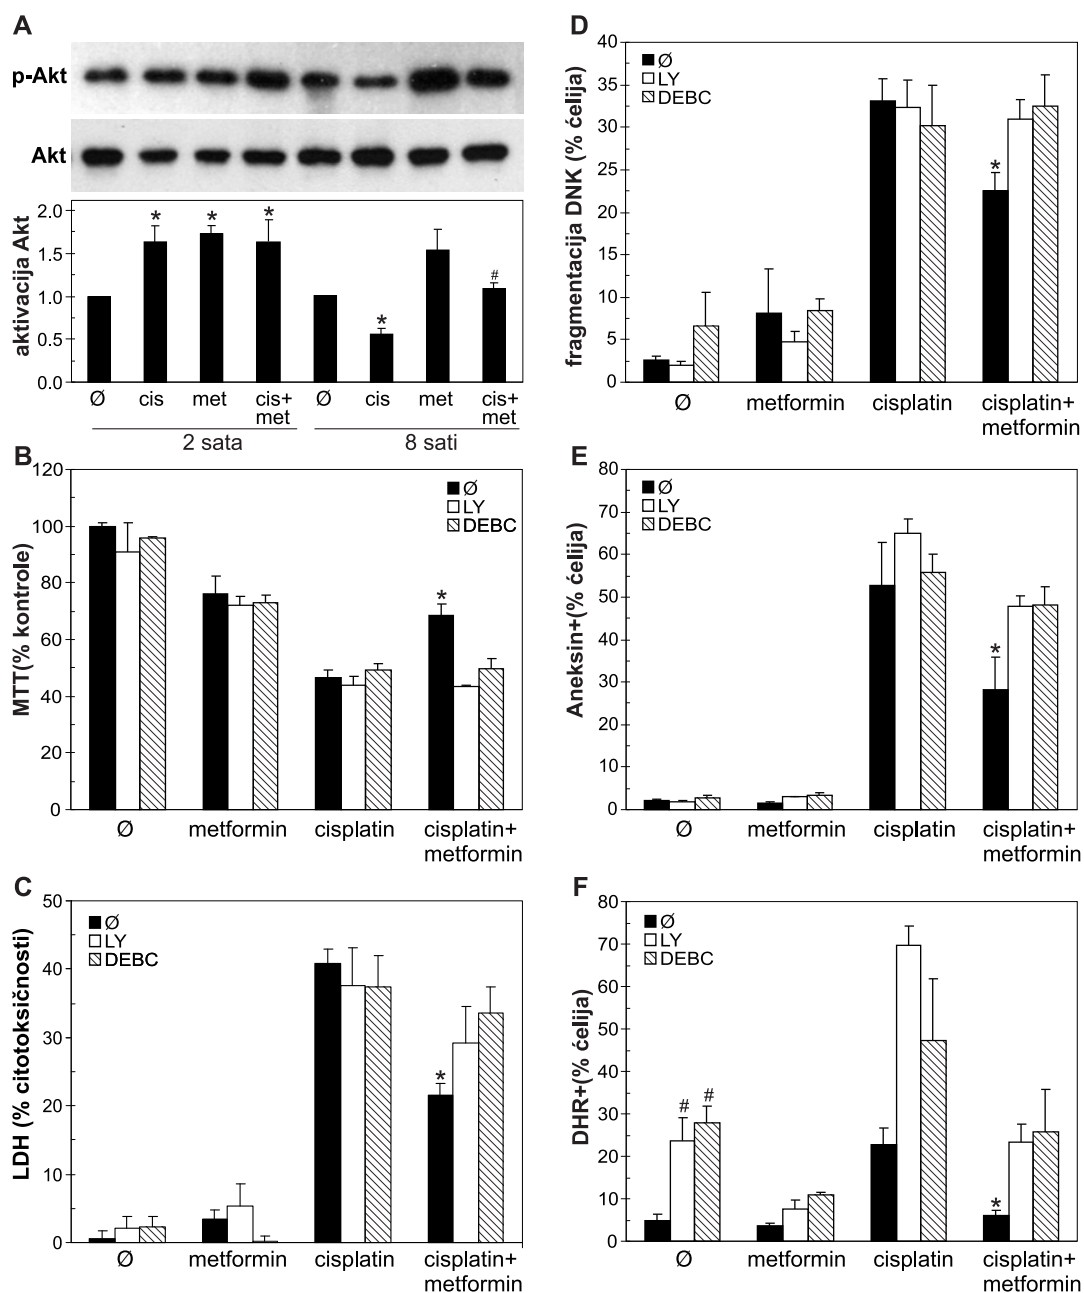 A
p-Akt
Akt
aktivacija Akt
2.0
1.5
1.0
0.5
0.0
*
*
*
*
#
Ø cis met cis+ met Ø cis met cis+ met
2 sata 8 sati
B
MTT(% kontrole)
120
100
80
60
40
20
0
Ø
LY
DEBC
*
Ø metformin cisplatin cisplatin+
metformin
C
LDH (% citotoksičnosti)
50
40
30
20
10
0
Ø
LY
DEBC
*
Ø metformin cisplatin cisplatin+
metformin
D
fragmentacija DNK (% ćelija)
40
35
30
25
20
15
10
5
0
Ø
LY
DEBC
*
Ø metformin cisplatin cisplatin+
metformin
E
Aneksin+(% ćelija)
80
70
60
50
40
30
20
10
0
Ø
LY
DEBC
*
Ø metformin cisplatin cisplatin+
metformin
F
DHR+(% ćelija)
80
70
60
50
40
30
20
10
0
Ø
LY
DEBC
#
#
*
Ø metformin cisplatin cisplatin+
metformin